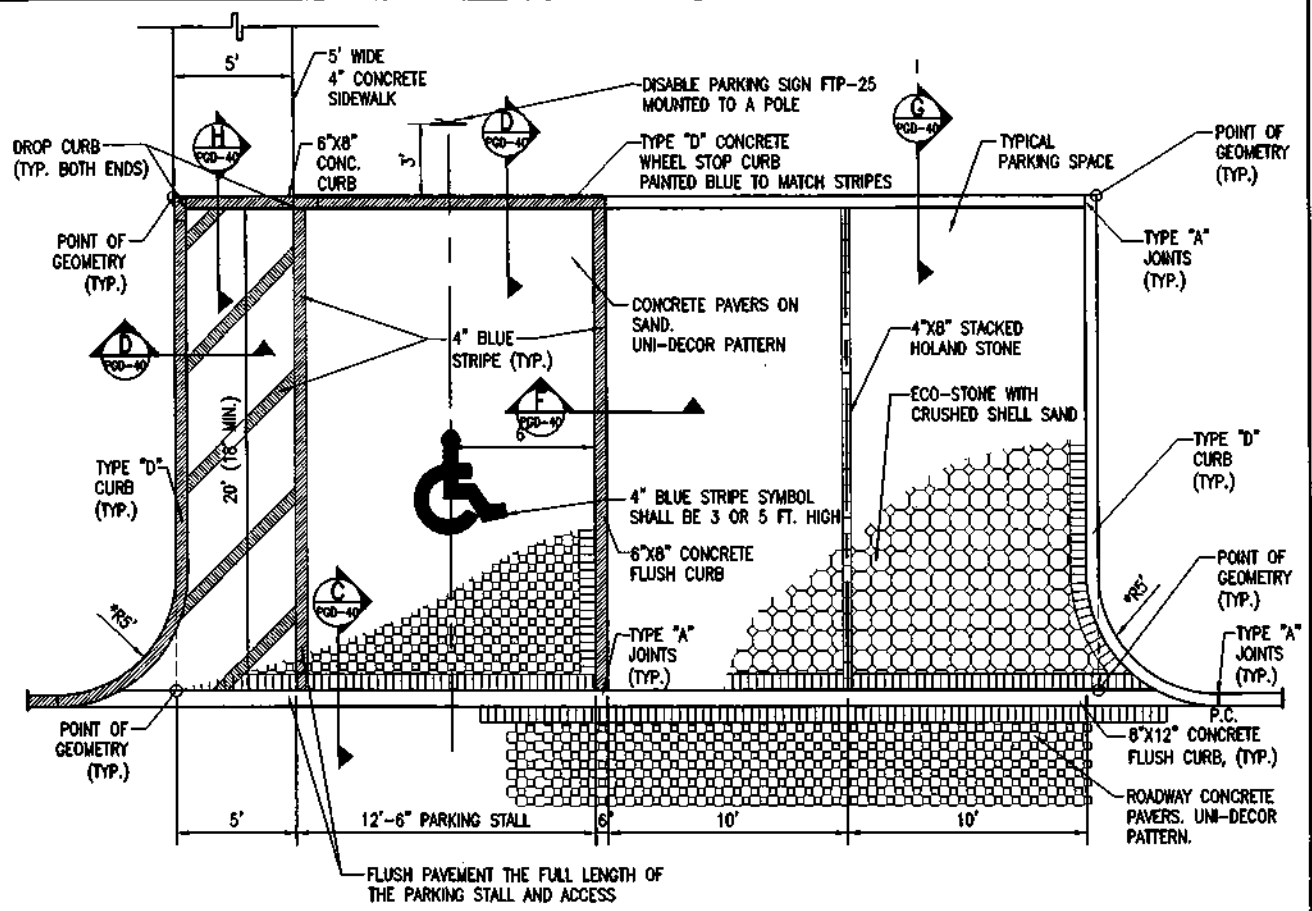 5'
5' WIDE
4" CONCRETE
SIDEWALK
DISABLE PARKING SIGN FTP-25
MOUNTED TO A POLE
H
PGD-40
D
PGD-40
G
PGD-40
DROP CURB
(TYP. BOTH ENDS)
6"X8"
CONC.
CURB
3'
TYPE "D" CONCRETE
WHEEL STOP CURB
PAINTED BLUE TO MATCH STRIPES
TYPICAL
PARKING SPACE
POINT OF
GEOMETRY
(TYP.)
POINT OF
GEOMETRY
(TYP.)
TYPE "A"
JOINTS
(TYP.)
CONCRETE PAVERS ON
SAND.
UNI-DECOR PATTERN
D
PGD-40
4" BLUE
STRIPE (TYP.)
4"X8" STACKED
HOLAND STONE
F
PGD-40
6'
ECO-STONE WITH
CRUSHED SHELL SAND
20' (18' MIN.)
TYPE "D"
CURB
(TYP.)
TYPE "D"
CURB
(TYP.)
4" BLUE STRIPE SYMBOL
SHALL BE 3 OR 5 FT. HIGH
6"X8" CONCRETE
FLUSH CURB
C
PGD-40
POINT OF
GEOMETRY
(TYP.)
*R5'
*R5'
TYPE "A"
JOINTS
(TYP.)
TYPE "A"
JOINTS
(TYP.)
POINT OF
GEOMETRY
(TYP.)
P.C.
8"X12" CONCRETE
FLUSH CURB, (TYP.)
ROADWAY CONCRETE
PAVERS. UNI-DECOR
PATTERN.
5'
12'-6" PARKING STALL
6"
10'
10'
FLUSH PAVEMENT THE FULL LENGTH OF
THE PARKING STALL AND ACCESS